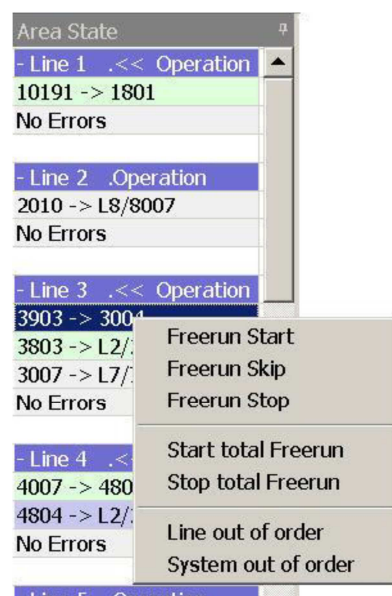 Area State
- Line 1 .<< Operation
10191 -> 1801
No Errors
- Line 2 .Operation
2010 -> L8/8007
No Errors
- Line 3 .<< Operation
3903 -> 3004
3803 -> L2/
3007 -> L7/
No Errors
- Line 4 .<
4007 -> 480
4804 -> L2/
No Errors
Freerun Start
Freerun Skip
Freerun Stop
Start total Freerun
Stop total Freerun
Line out of order
System out of order